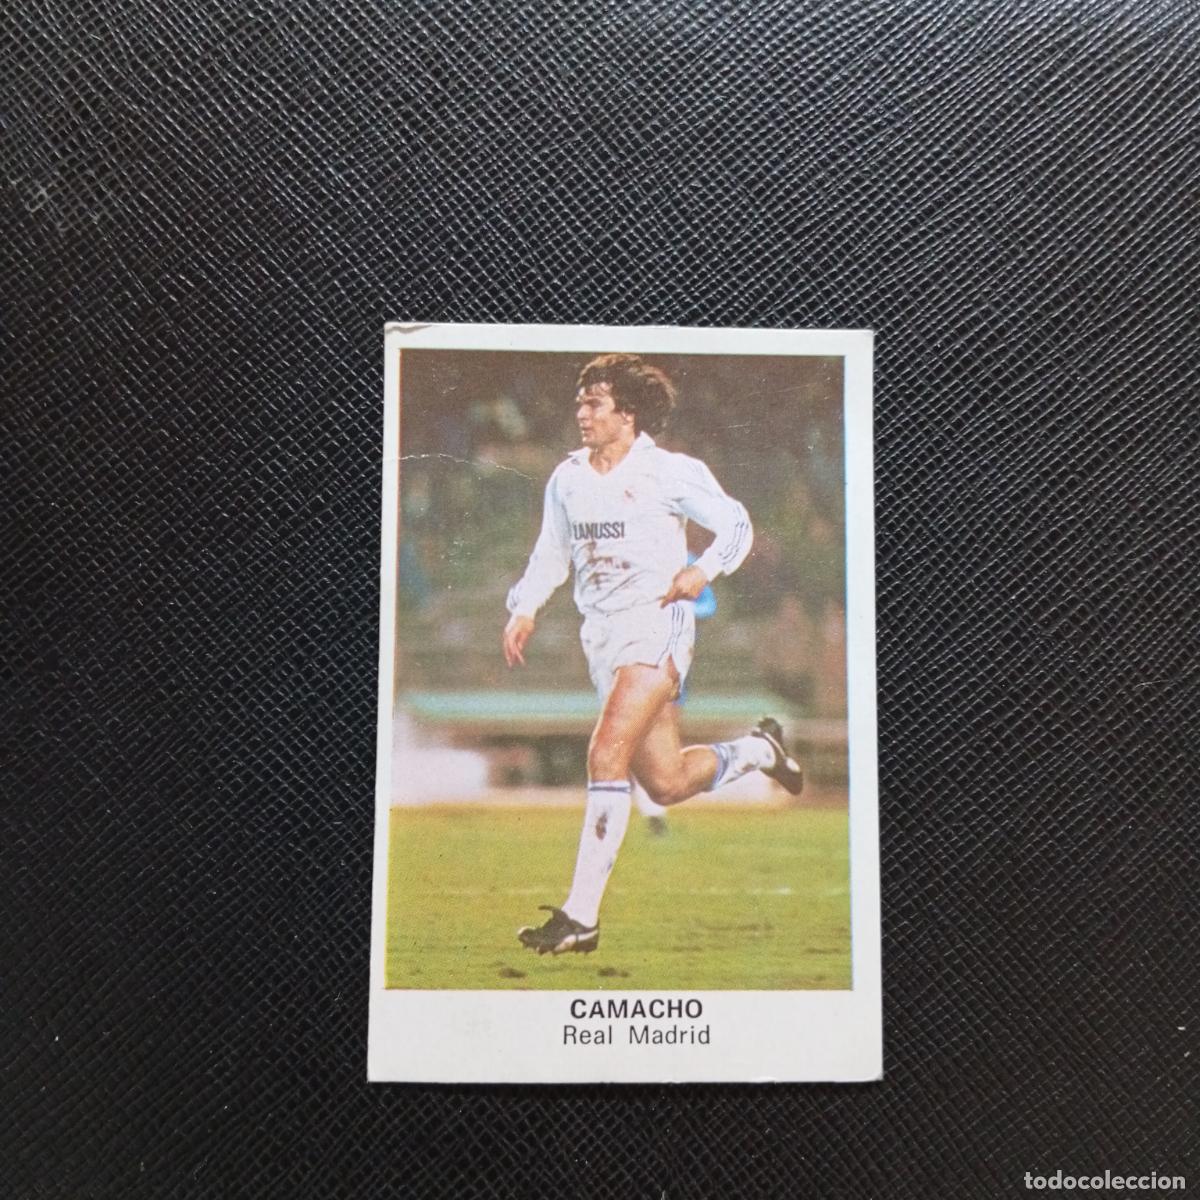 ZANUSSI
CAMACHO
Real Madrid
todocoleccion